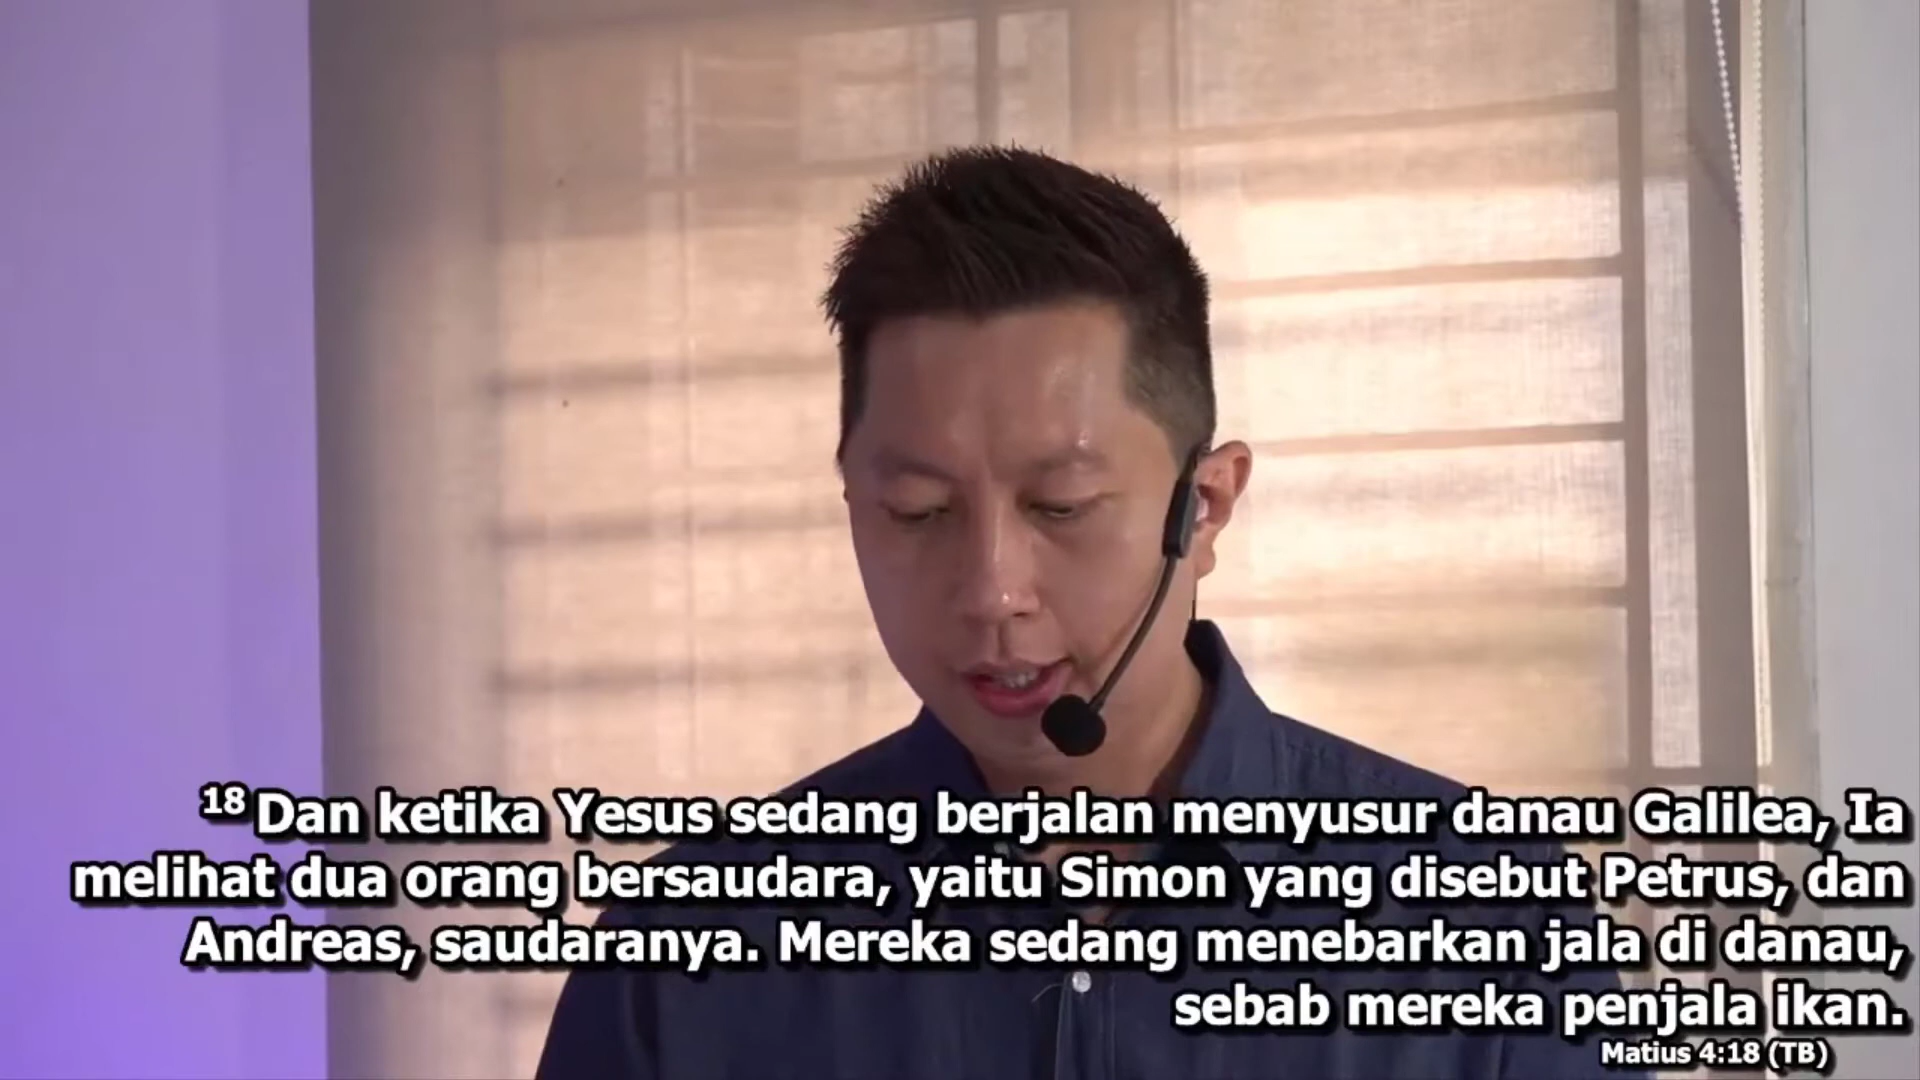 18 Dan ketika Yesus sedang berjalan menyusur danau Galilea, Ia
melihat dua orang bersaudara, yaitu Simon yang disebut Petrus, dan
Andreas, saudaranya. Mereka sedang menebarkan jala di danau,
sebab mereka penjala ikan.
Matius 4:18 (TB)